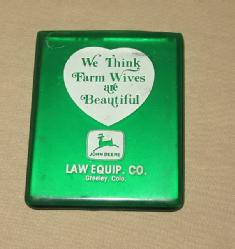 We Think
Farm Wives
are
Beautiful
JOHN DEERE
LAW EQUIP. CO.
Greeley, Colo.